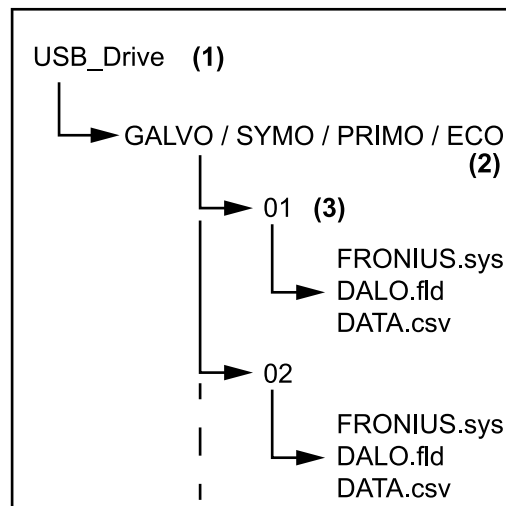 USB_Drive (1)
GALVO / SYMO / PRIMO / ECO
(2)
01 (3)
FRONIUS.sys
DALO.fld
DATA.csv
02
FRONIUS.sys
DALO.fld
DATA.csv